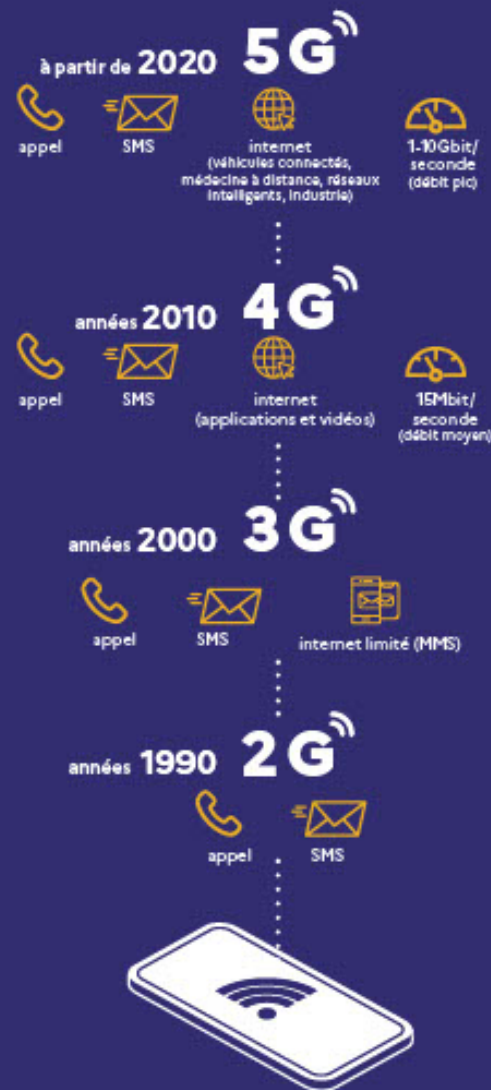 à partir de 2020 5G
appel
SMS
internet
(véhicules connectés,
médecine à distance, réseaux
intelligents, industrie)
1-10Gbit/
seconde
(débit pic)
années 2010 4G
appel
SMS
internet
(applications et vidéos)
15Mbit/
seconde
(débit moyen)
années 2000 3G
appel
SMS
internet limité (MMS)
années 1990 2G
appel
SMS